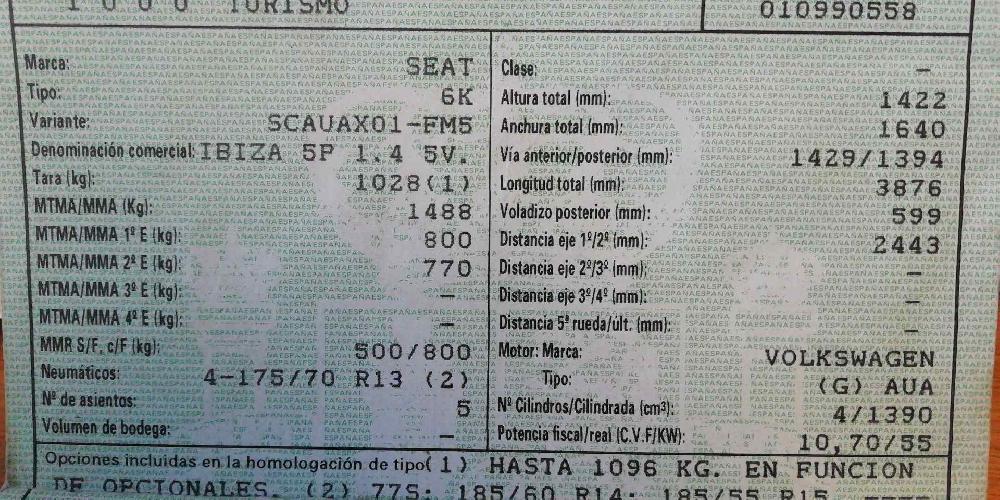 1 0 0 0 TURISMO
010990558
Marca: SEAT
Tipo: 6K
Variante: SCAUAX01-FM5
Denominación comercial: IBIZA 5P 1.4 5V.
Tara (kg): 1028(1)
MTMA/MMA (Kg): 1488
MTMA/MMA 1º E (kg): 800
MTMA/MMA 2º E (kg): 770
MTMA/MMA 3º E (kg): —
MTMA/MMA 4º E (kg): —
MMR S/F, c/F (kg): 500/800
Neumáticos: 4-175/70 R13 (2)
Nº de asientos: 5
Volumen de bodega: —
Clase: —
Altura total (mm): 1422
Anchura total (mm): 1640
Vía anterior/posterior (mm): 1429/1394
Longitud total (mm): 3876
Voladizo posterior (mm): 599
Distancia eje 1º/2º (mm): 2443
Distancia eje 2º/3º (mm): —
Distancia eje 3º/4º (mm): —
Distancia 5ª rueda/últ. (mm): —
Motor: Marca: VOLKSWAGEN
Tipo: (G) AUA
Nº Cilindros/Cilindrada (cm³): 4/1390
Potencia fiscal/real (C.V.F/KW): 10,70/55
Opciones incluidas en la homologación de tipo( 1) HASTA 1096 KG. EN FUNCION
DE OPCIONALES. (2) 77S: 185/60 R14: 185/55 R15